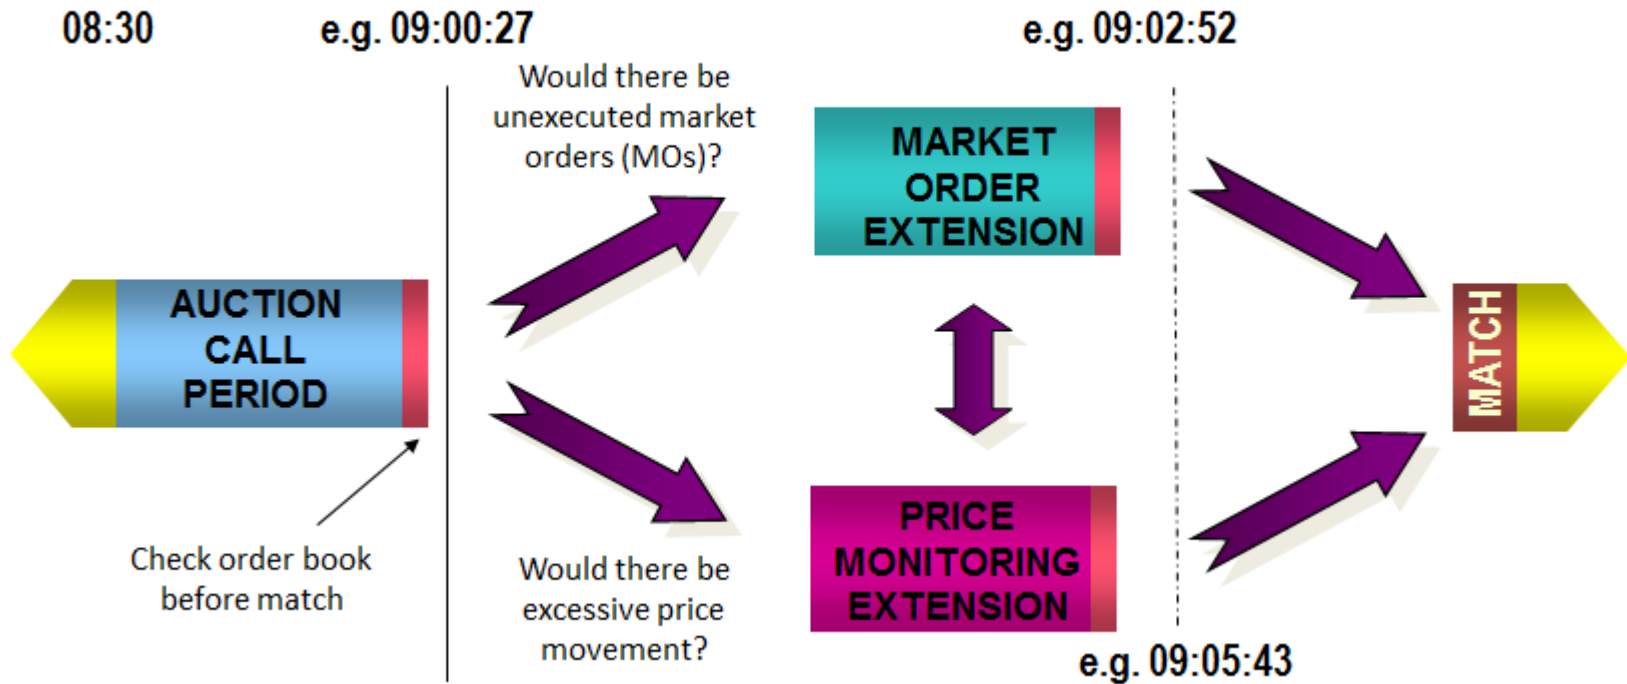 08:30
e.g. 09:00:27
e.g. 09:02:52
Would there be
unexecuted market
orders (MOs)?
MARKET
ORDER
EXTENSION
AUCTION
CALL
PERIOD
MATCH
Check order book
before match
Would there be
excessive price
movement?
PRICE
MONITORING
EXTENSION
e.g. 09:05:43